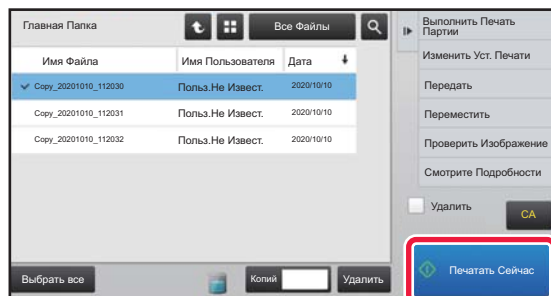 Главная Папка
Все Файлы
Имя Файла
Имя Пользователя
Дата
Copy_20201010_112030
Польз.Не Извест.
2020/10/10
Copy_20201010_112031
Польз.Не Извест.
2020/10/10
Copy_20201010_112032
Польз.Не Извест.
2020/10/10
Выбрать все
Копий
Удалить
Выполнить Печать
Партии
Изменить Уст. Печати
Передать
Переместить
Проверить Изображение
Смотрите Подробности
Удалить
CA
Печатать Сейчас